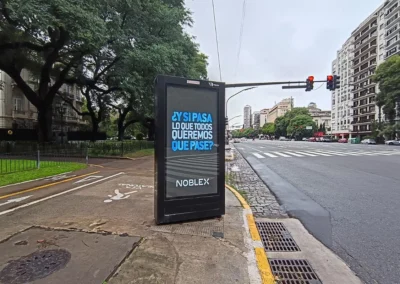 ¿Y SI PASA
LO QUE TODOS
QUEREMOS
QUE PASE?
NOBLEX